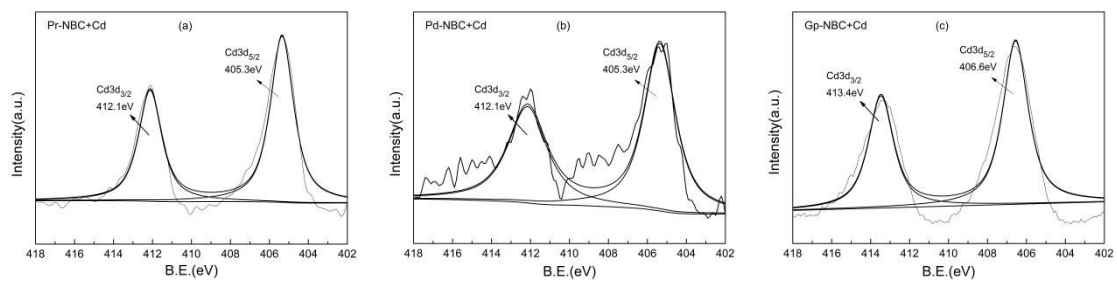 Pr-NBC+Cd (a)
Cd3d5/2
405.3eV
Cd3d3/2
412.1eV
Intensity(a.u.)
418 416 414 412 410 408 406 404 402
B.E.(eV)
Pd-NBC+Cd (b)
Cd3d5/2
405.3eV
Cd3d3/2
412.1eV
Intensity(a.u.)
418 416 414 412 410 408 406 404 402
B.E.(eV)
Gp-NBC+Cd (c)
Cd3d5/2
406.6eV
Cd3d3/2
413.4eV
Intensity(a.u.)
418 416 414 412 410 408 406 404 402
B.E.(eV)